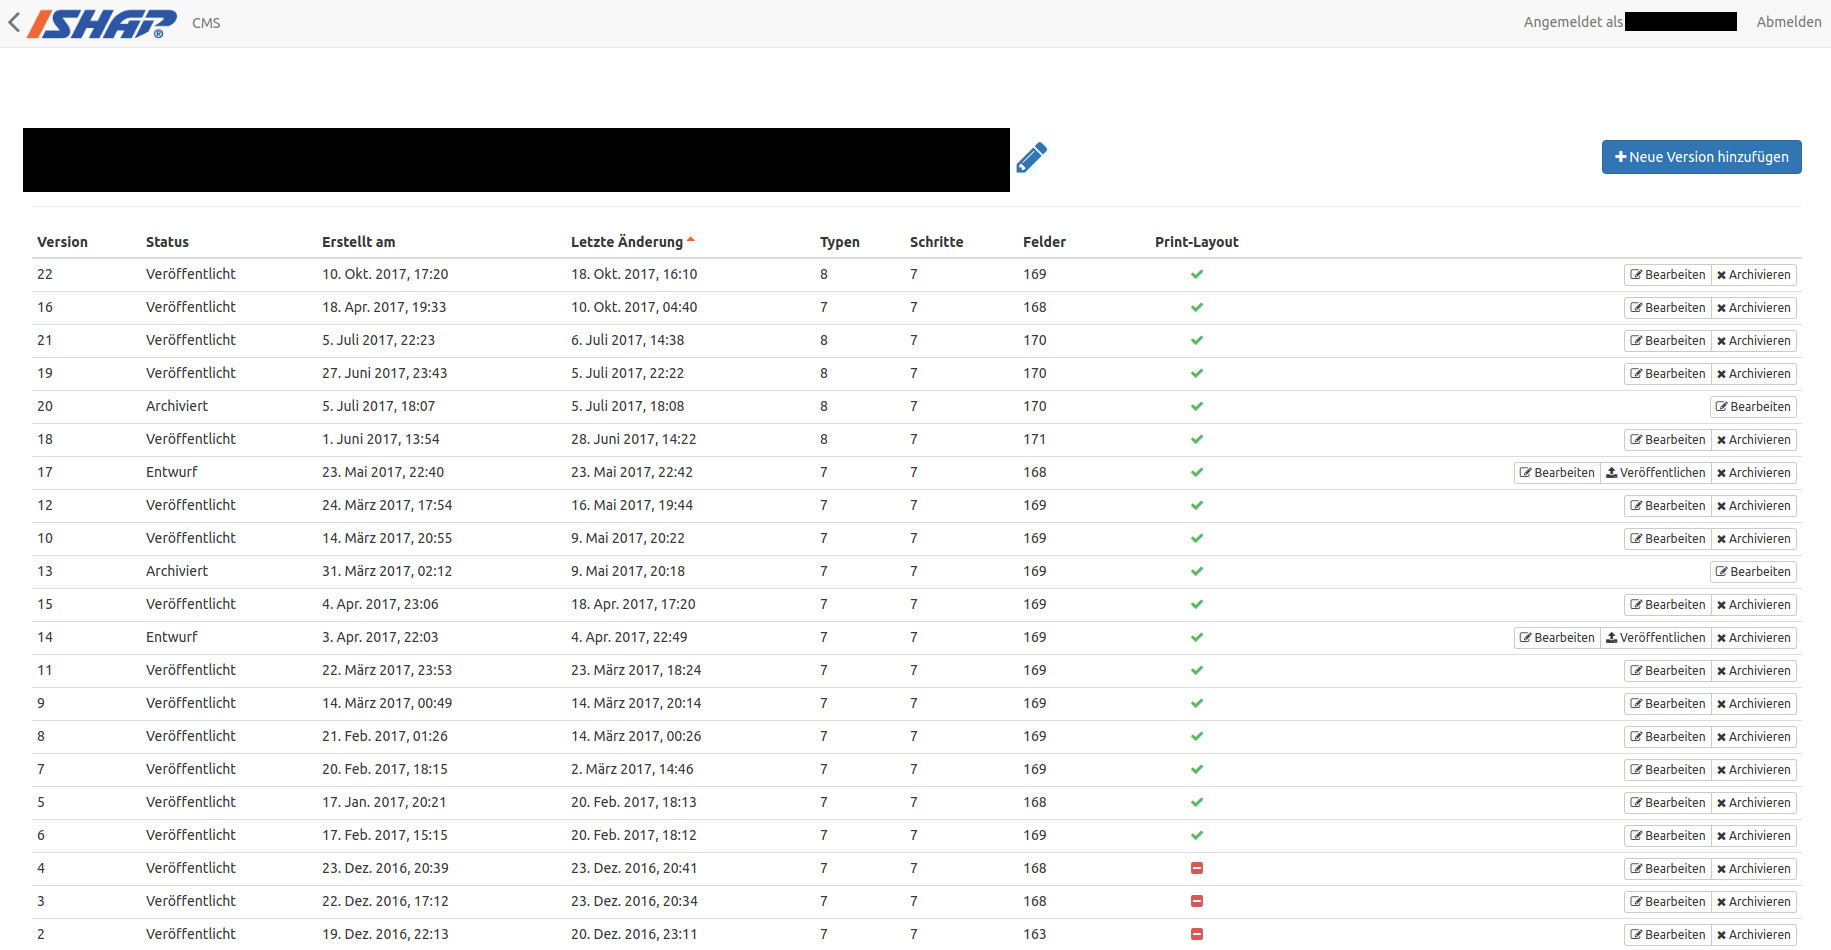 ISHAP® CMS Angemeldet als Abmelden
Neue Version hinzufügen
Version Status Erstellt am Letzte Änderung Typen Schritte Felder Print-Layout
22 Veröffentlicht 10. Okt. 2017, 17:20 18. Okt. 2017, 16:10 8 7 169 Bearbeiten Archivieren
16 Veröffentlicht 18. Apr. 2017, 19:33 10. Okt. 2017, 04:40 7 7 168 Bearbeiten Archivieren
21 Veröffentlicht 5. Juli 2017, 22:23 6. Juli 2017, 14:38 8 7 170 Bearbeiten Archivieren
19 Veröffentlicht 27. Juni 2017, 23:43 5. Juli 2017, 22:22 8 7 170 Bearbeiten Archivieren
20 Archiviert 5. Juli 2017, 18:07 5. Juli 2017, 18:08 8 7 170 Bearbeiten
18 Veröffentlicht 1. Juni 2017, 13:54 28. Juni 2017, 14:22 8 7 171 Bearbeiten Archivieren
17 Entwurf 23. Mai 2017, 22:40 23. Mai 2017, 22:42 7 7 168 Bearbeiten Veröffentlichen Archivieren
12 Veröffentlicht 24. März 2017, 17:54 16. Mai 2017, 19:44 7 7 169 Bearbeiten Archivieren
10 Veröffentlicht 14. März 2017, 20:55 9. Mai 2017, 20:22 7 7 169 Bearbeiten Archivieren
13 Archiviert 31. März 2017, 02:12 9. Mai 2017, 20:18 7 7 169 Bearbeiten
15 Veröffentlicht 4. Apr. 2017, 23:06 18. Apr. 2017, 17:20 7 7 169 Bearbeiten Archivieren
14 Entwurf 3. Apr. 2017, 22:03 4. Apr. 2017, 22:49 7 7 169 Bearbeiten Veröffentlichen Archivieren
11 Veröffentlicht 22. März 2017, 23:53 23. März 2017, 18:24 7 7 169 Bearbeiten Archivieren
9 Veröffentlicht 14. März 2017, 00:49 14. März 2017, 20:14 7 7 169 Bearbeiten Archivieren
8 Veröffentlicht 21. Feb. 2017, 01:26 14. März 2017, 00:26 7 7 169 Bearbeiten Archivieren
7 Veröffentlicht 20. Feb. 2017, 18:15 2. März 2017, 14:46 7 7 169 Bearbeiten Archivieren
5 Veröffentlicht 17. Jan. 2017, 20:21 20. Feb. 2017, 18:13 7 7 168 Bearbeiten Archivieren
6 Veröffentlicht 17. Feb. 2017, 15:15 20. Feb. 2017, 18:12 7 7 169 Bearbeiten Archivieren
4 Veröffentlicht 23. Dez. 2016, 20:39 23. Dez. 2016, 20:41 7 7 168 Bearbeiten Archivieren
3 Veröffentlicht 22. Dez. 2016, 17:12 23. Dez. 2016, 20:34 7 7 168 Bearbeiten Archivieren
2 Veröffentlicht 19. Dez. 2016, 22:13 20. Dez. 2016, 23:11 7 7 163 Bearbeiten Archivieren